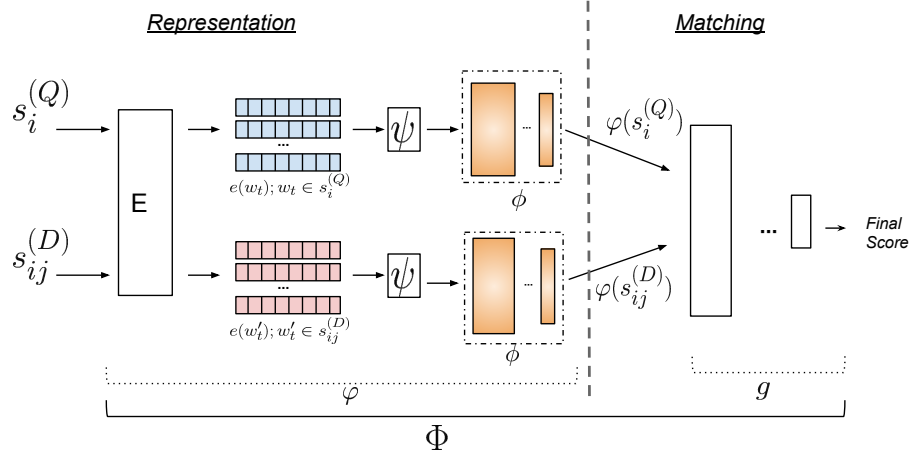 Representation
Matching
s_i^{(Q)}
E
...
e(w_t); w_t ∈ s_i^{(Q)}
ψ
...
ϕ
φ(s_i^{(Q)})
s_{ij}^{(D)}
...
e(w'_t); w'_t ∈ s_{ij}^{(D)}
ψ
...
ϕ
φ(s_{ij}^{(D)})
...
Final
Score
φ
g
Φ